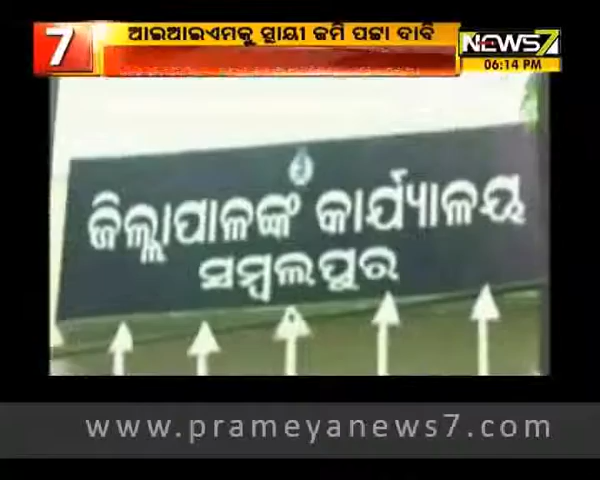 7
ଆଇଆଇଏମକୁ ସ୍ଥାୟୀ ଜମି ପଟ୍ଟା ଦାବି
NEWS7
06:14 PM
ଜିଲ୍ଲାପାଳଙ୍କ କାର୍ଯ୍ୟାଳୟ
ସମ୍ବଲପୁର
www.prameyanews7.com